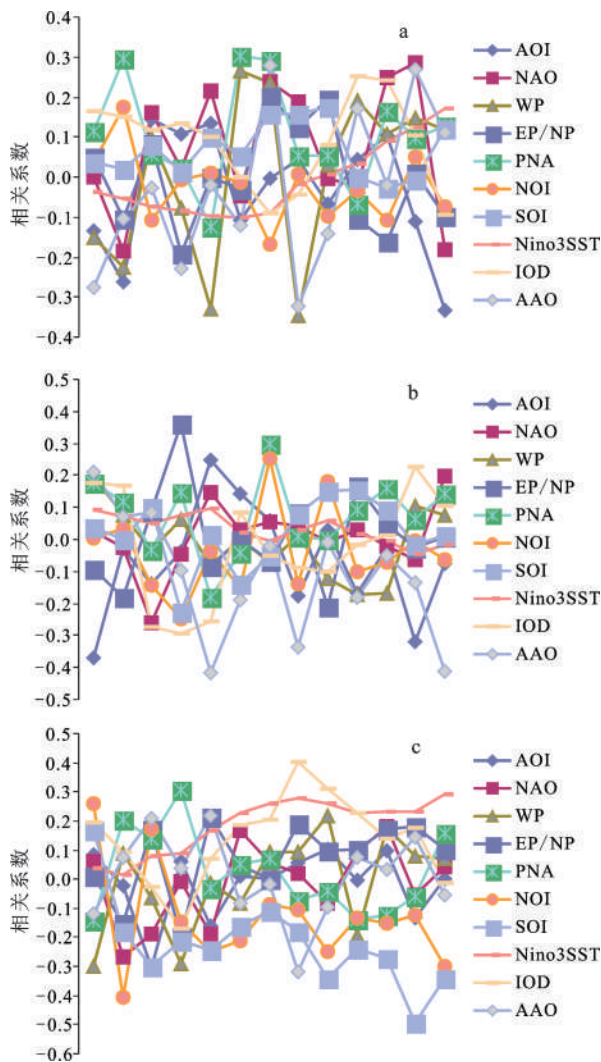 a
0.4
0.3
0.2
0.1
0.0
−0.1
−0.2
−0.3
−0.4
相关系数
AOI
NAO
WP
EP/NP
PNA
NOI
SOI
Nino3SST
IOD
AAO
b
0.5
0.4
0.3
0.2
0.1
0.0
−0.1
−0.2
−0.3
−0.4
−0.5
相关系数
AOI
NAO
WP
EP/NP
PNA
NOI
SOI
Nino3SST
IOD
AAO
c
0.5
0.4
0.3
0.2
0.1
0.0
−0.1
−0.2
−0.3
−0.4
−0.5
−0.6
相关系数
AOI
NAO
WP
EP/NP
PNA
NOI
SOI
Nino3SST
IOD
AAO